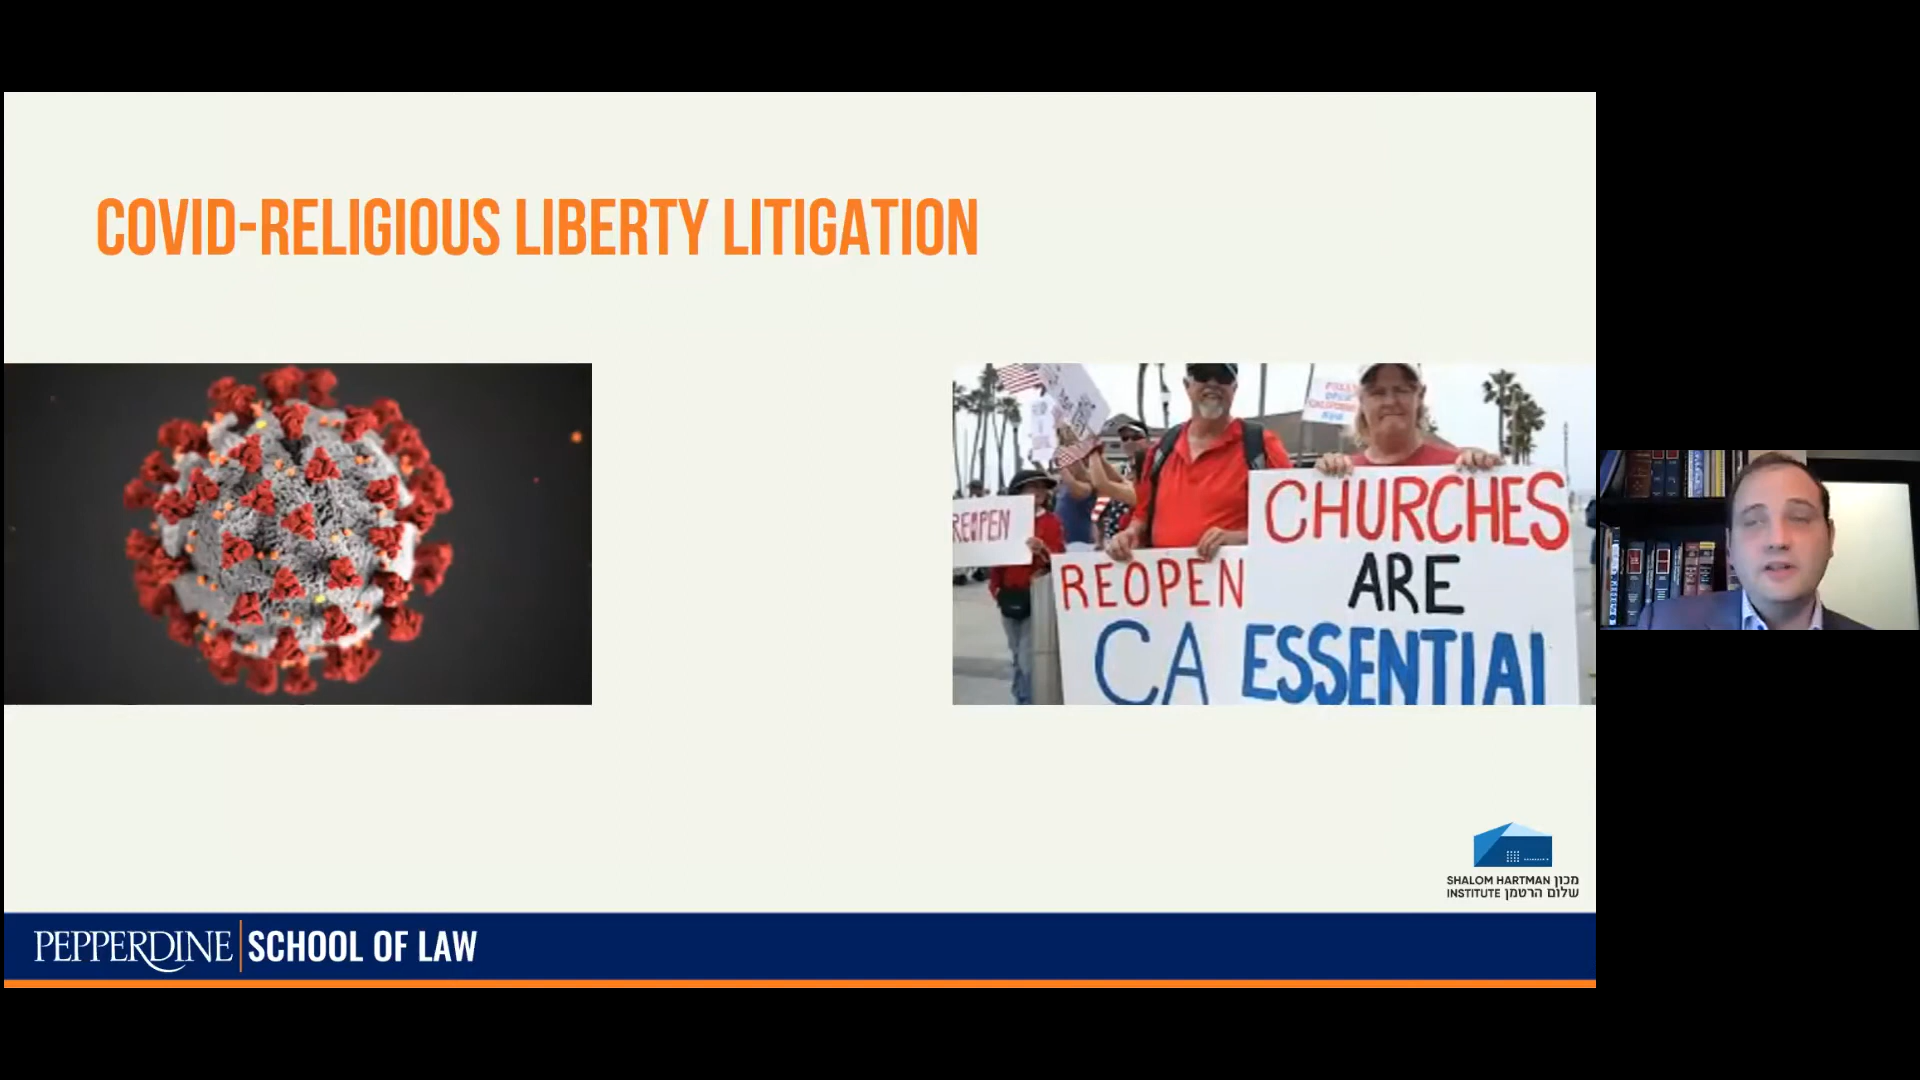 COVID-RELIGIOUS LIBERTY LITIGATION
REOPEN
REOPEN
CA
CHURCHES
ARE
ESSENTIAL
SHALOM HARTMAN מכון
INSTITUTE שלום הרטמן
PEPPERDINE SCHOOL OF LAW